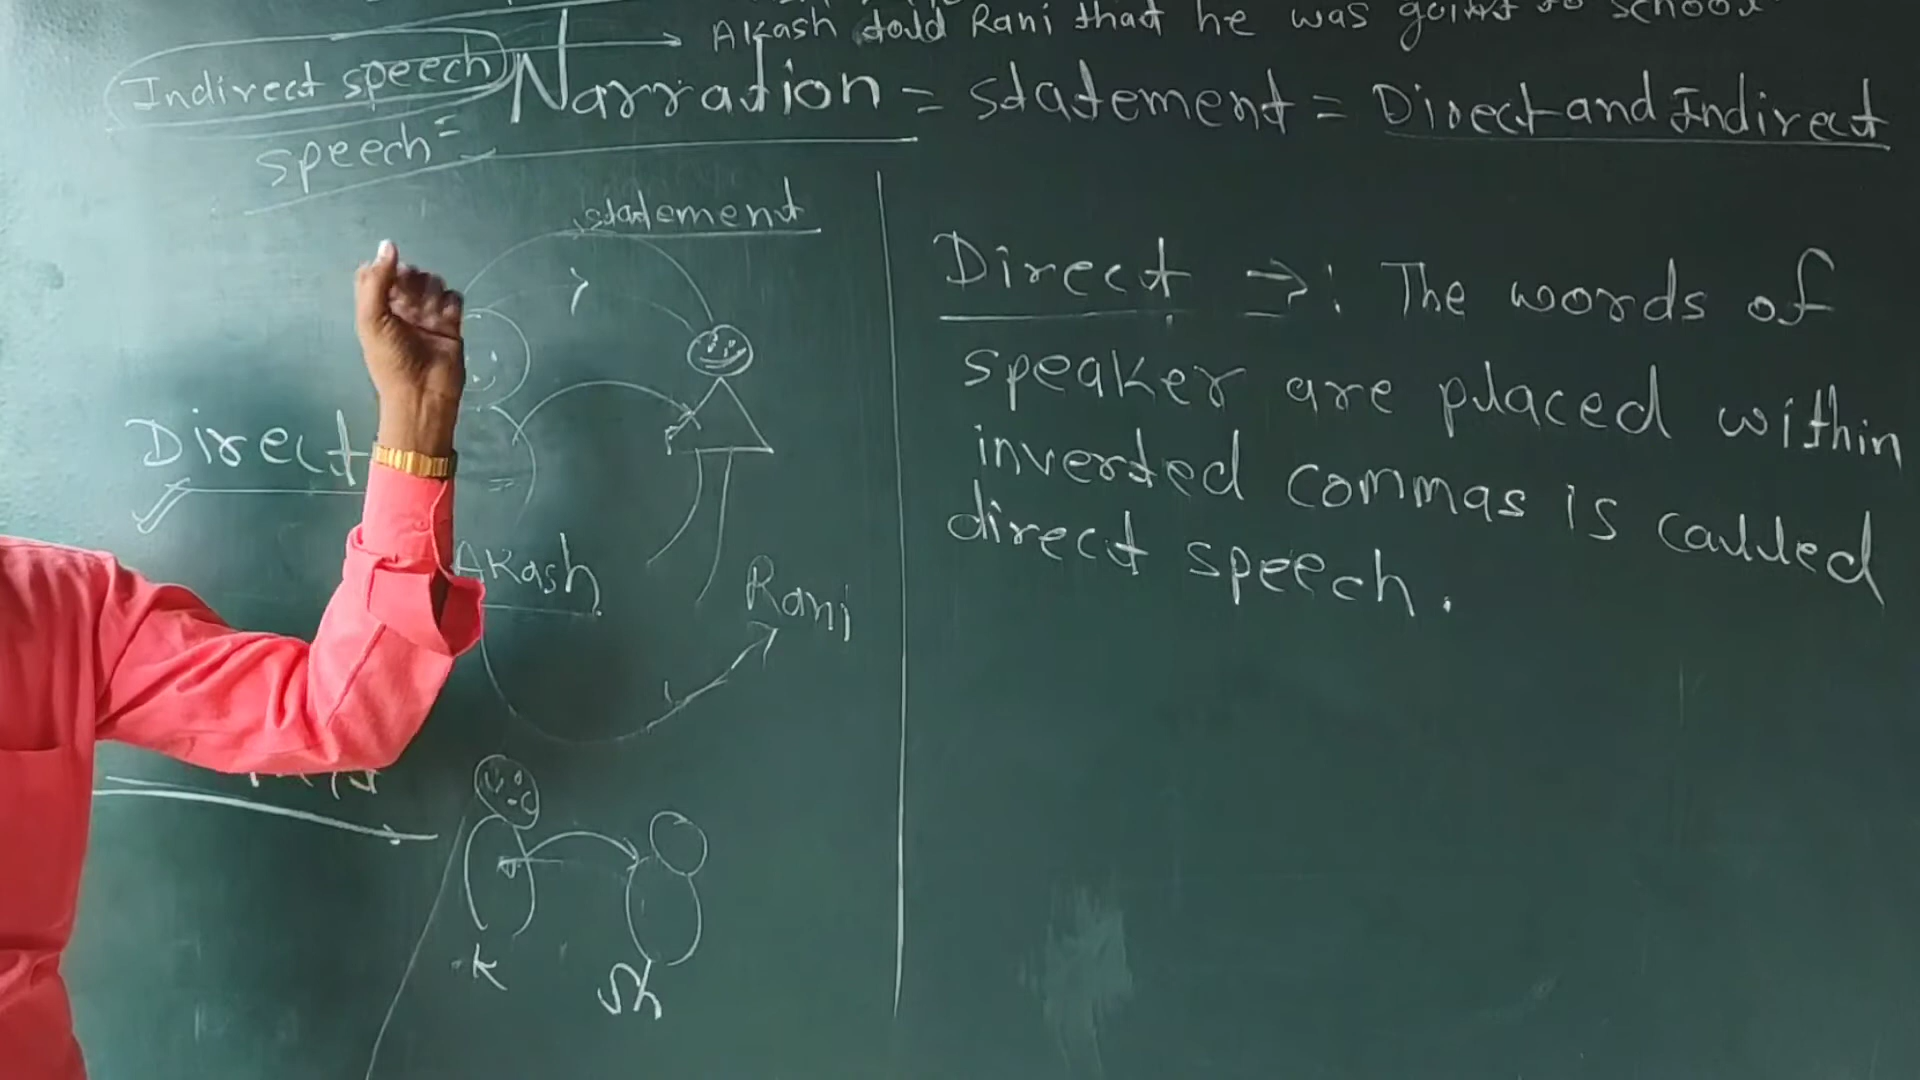 Akash told Rani that he was going to school
Indirect speech
Narration = statement = Direct and Indirect
speech =
statement
Direct
Akash
Rani
K
Sh
Direct ⇒: The words of
speaker are placed within
inverted commas is called
direct speech.